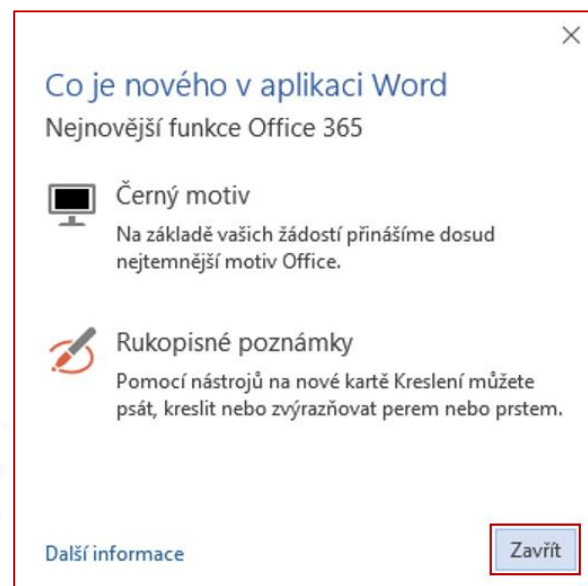 Co je nového v aplikaci Word
Nejnovější funkce Office 365
Černý motiv
Na základě vašich žádostí přinášíme dosud
nejtemnější motiv Office.
Rukopisné poznámky
Pomocí nástrojů na nové kartě Kreslení můžete
psát, kreslit nebo zvýrazňovat perem nebo prstem.
Další informace
Zavřít